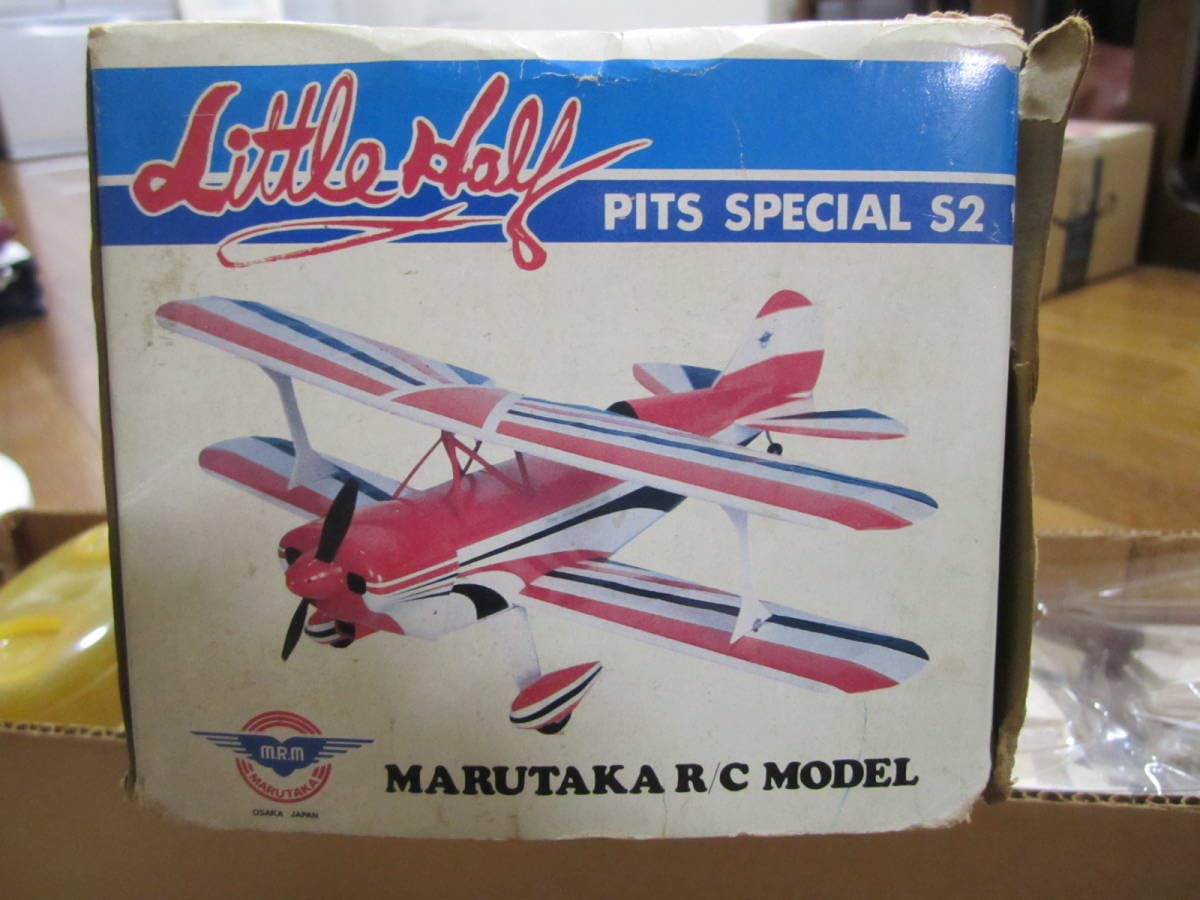 Little Half
PITS SPECIAL S2
M.R.M
MARUTAKA
OSAKA JAPAN
MARUTAKA R/C MODEL